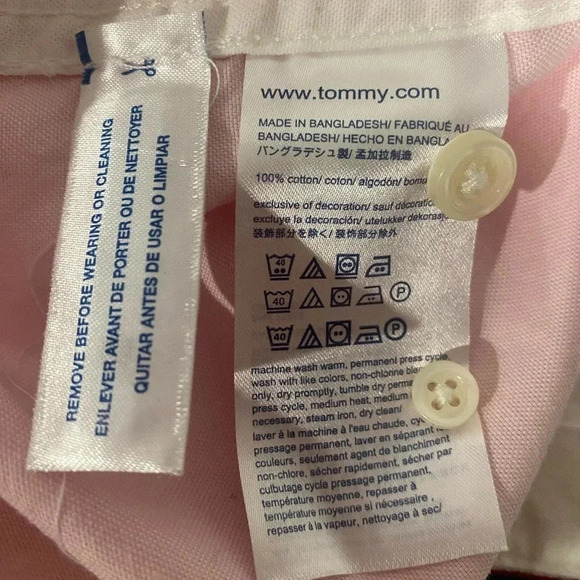 REMOVE BEFORE WEARING OR CLEANING
ENLEVER AVANT DE PORTER OU DE NETTOYER
QUITAR ANTES DE USAR O LIMPIAR
www.tommy.com
MADE IN BANGLADESH/ FABRIQUÉ AU
BANGLADESH/ HECHO EN
バングラデシュ製/ 孟加拉制造
100% cotton/ coton/ algodón/
exclusive of decoration/ sauf
excluye la decoración/ utelukker
装飾部分を除く/ 装饰部分除外
40
40 P
40 P
machine wash warm, permanent press cycle,
wash with like colors, non-chlorine
only, dry promptly, tumble dry
press cycle, medium heat, medium
necessary, steam iron, dry clean/
laver à la machine à l'eau chaude,
pressage permanent, laver en séparant
couleurs, seulement agent de blanchiment
non-chlore, sécher rapidement, sécher par
culbutage cycle pressage permanent,
température moyenne, repasser à
température moyenne si nécessaire ,
repasser à la vapeur, nettoyage à sec/